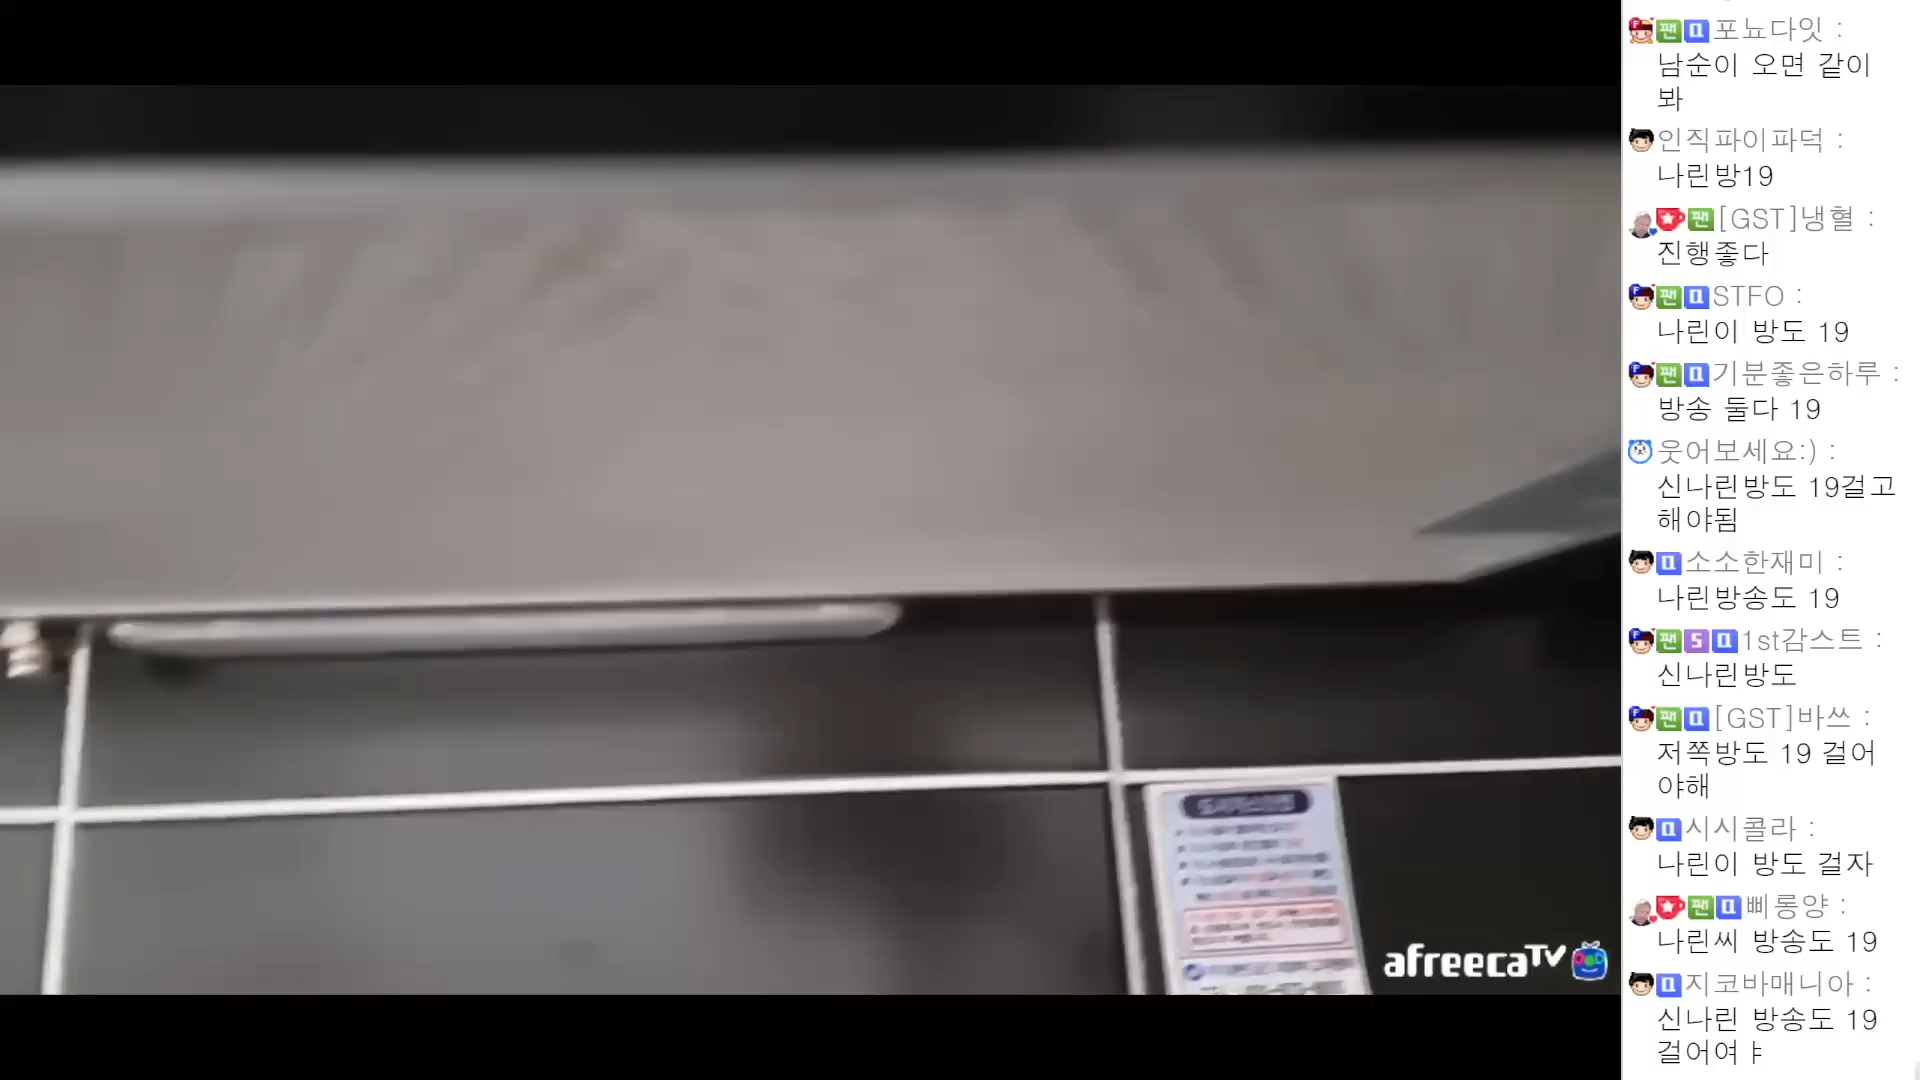 포뇨다잇 :
남순이 오면 같이
봐
인직파이파덕 :
나린방19
[GST]냉혈 :
진행좋다
STFO :
나린이 방도 19
기분좋은하루 :
방송 둘다 19
웃어보세요:) :
신나린방도 19걸고
해야됨
소소한재미 :
나린방송도 19
1st감스트 :
신나린방도
[GST]바쓰 :
저쪽방도 19 걸어
야해
시시콜라 :
나린이 방도 걸자
삐롱양 :
나린씨 방송도 19
지코바매니아 :
신나린 방송도 19
걸어여ㅑ
afreecaTV